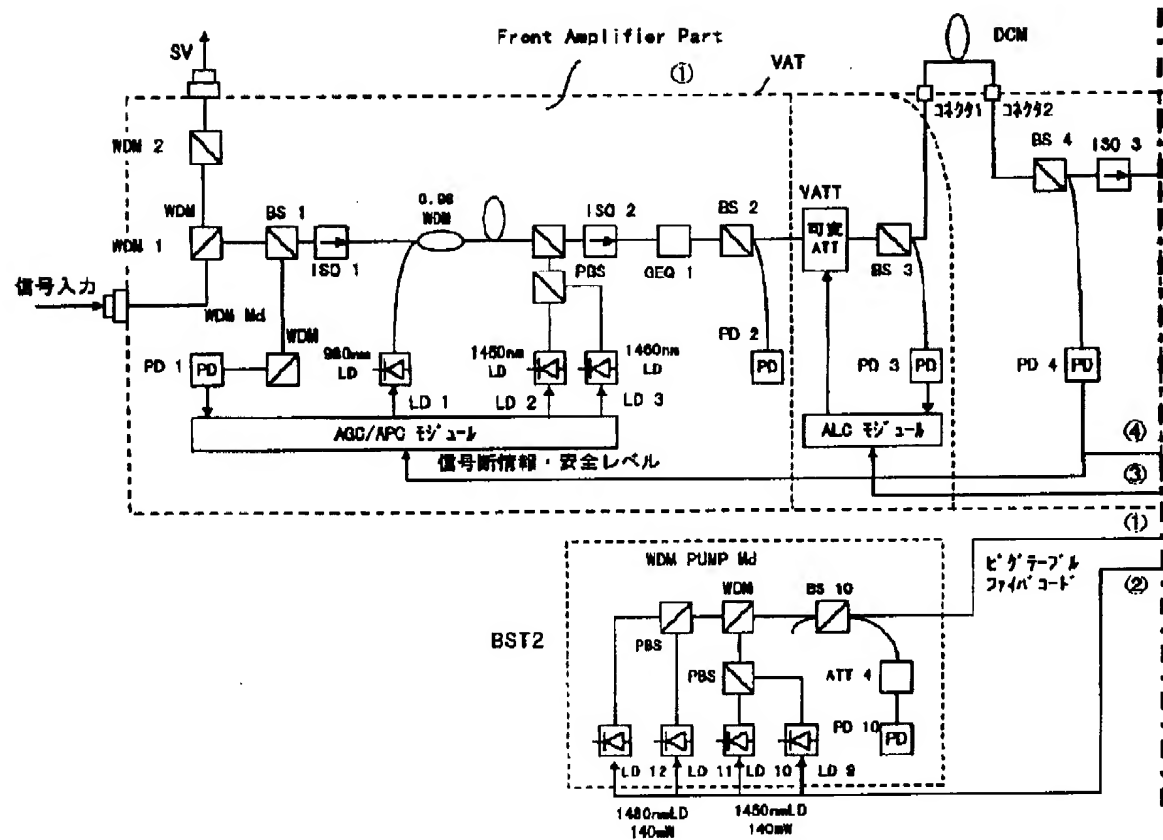 Front Amplifier Part
DCM
SV
①
VAT
コネクタ1
コネクタ2
WDM 2
BS 4
ISO 3
WDM
BS 1
0.98
WDM
ISO 2
BS 2
VATT
可変
ATT
WDM 1
ISO 1
PBS
GEQ 1
BS 3
信号入力
WDM Md
WDM
PD 2
PD 1
PD
980nm
LD
1460nm
LD
1460nm
LD
PD
PD 3
PD
PD 4
PD
LD 1
LD 2
LD 3
AGC/APC モジュール
ALC モジュール
④
信号断情報・安全レベル
③
①
WDM PUMP Md
ピグテーブル
ファイバコード
②
WDM
BS 10
BST2
PBS
PBS
ATT 4
PD 10
PD
LD 12
LD 11
LD 10
LD 9
1480nmLD
140mW
1460nmLD
140mW